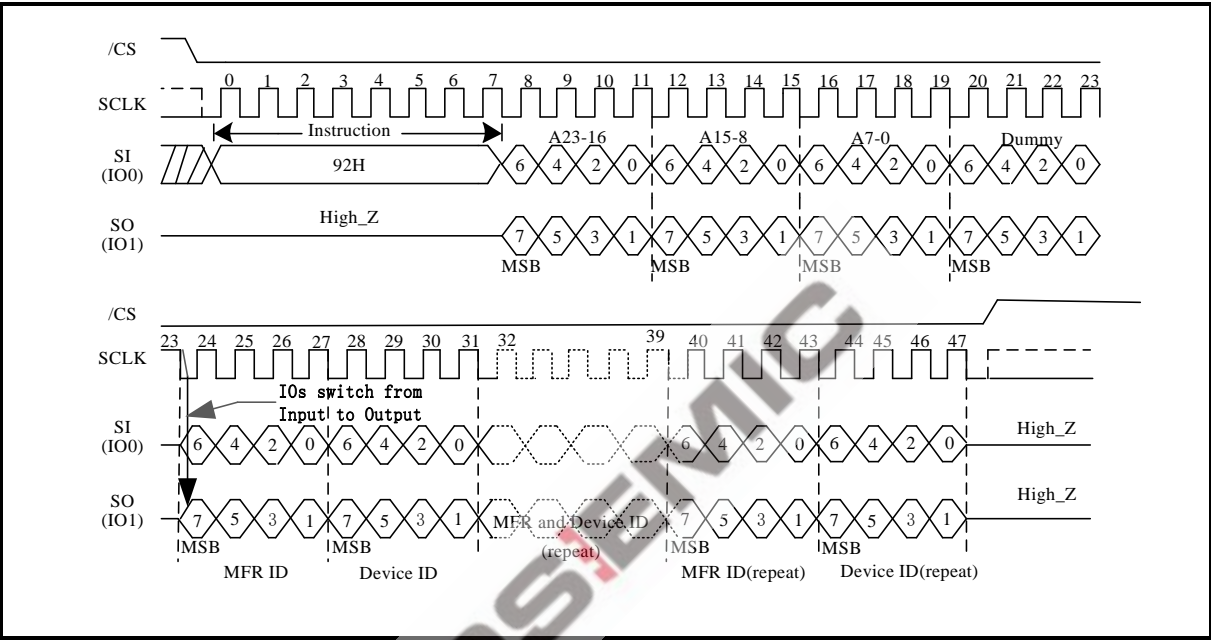 /CS
0 1 2 3 4 5 6 7 8 9 10 11 12 13 14 15 16 17 18 19 20 21 22 23
SCLK
Instruction A23-16 A15-8 A7-0 Dummy
SI
(IO0)
92H 6 4 2 0 6 4 2 0 6 4 2 0 6 4 2 0
High_Z
SO
(IO1)
7 5 3 1 7 5 3 1 7 5 3 1 7 5 3 1
MSB MSB MSB MSB
/CS
23 24 25 26 27 28 29 30 31 32 39 40 41 42 43 44 45 46 47
SCLK
IOs switch from
Input to Output
SI
(IO0)
6 4 2 0 6 4 2 0 6 4 2 0 6 4 2 0 High_Z
SO
(IO1)
7 5 3 1 7 5 3 1 MFR and Device ID 7 5 3 1 7 5 3 1 High_Z
(repeat)
MSB MSB MSB MSB
MFR ID Device ID MFR ID(repeat) Device ID(repeat)